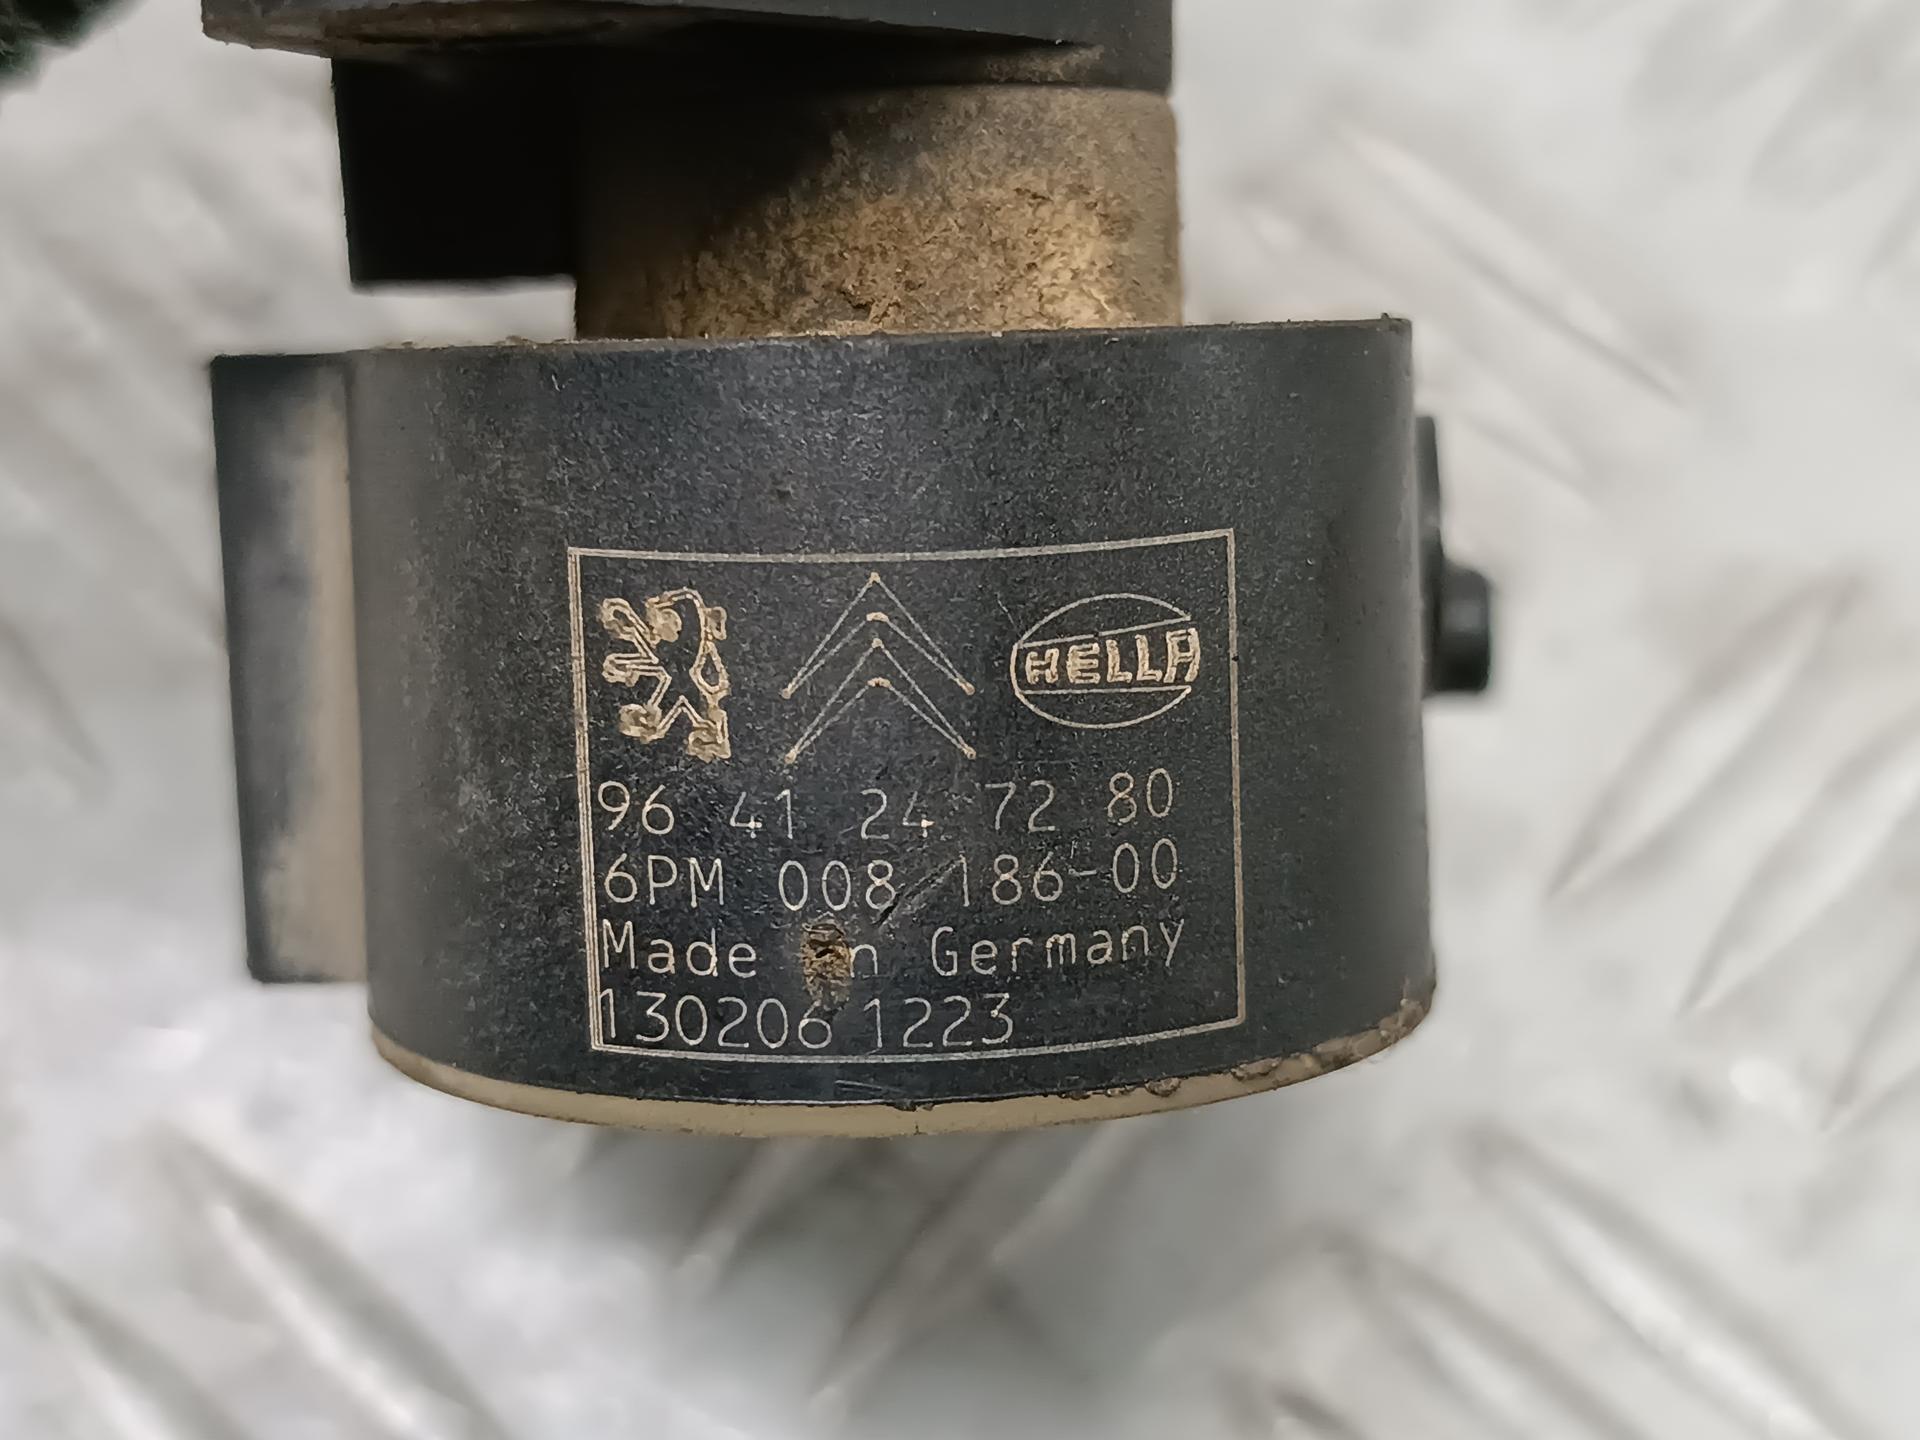 HELLA
96 41 24 72 80
6PM 008 186-00
Made in Germany
130206 1223